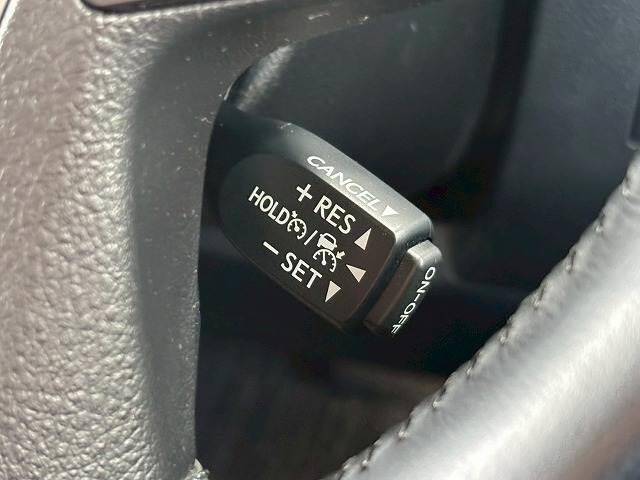 CANCEL▼
+ RES ▲
HOLD /
− SET ▼
ON-OFF